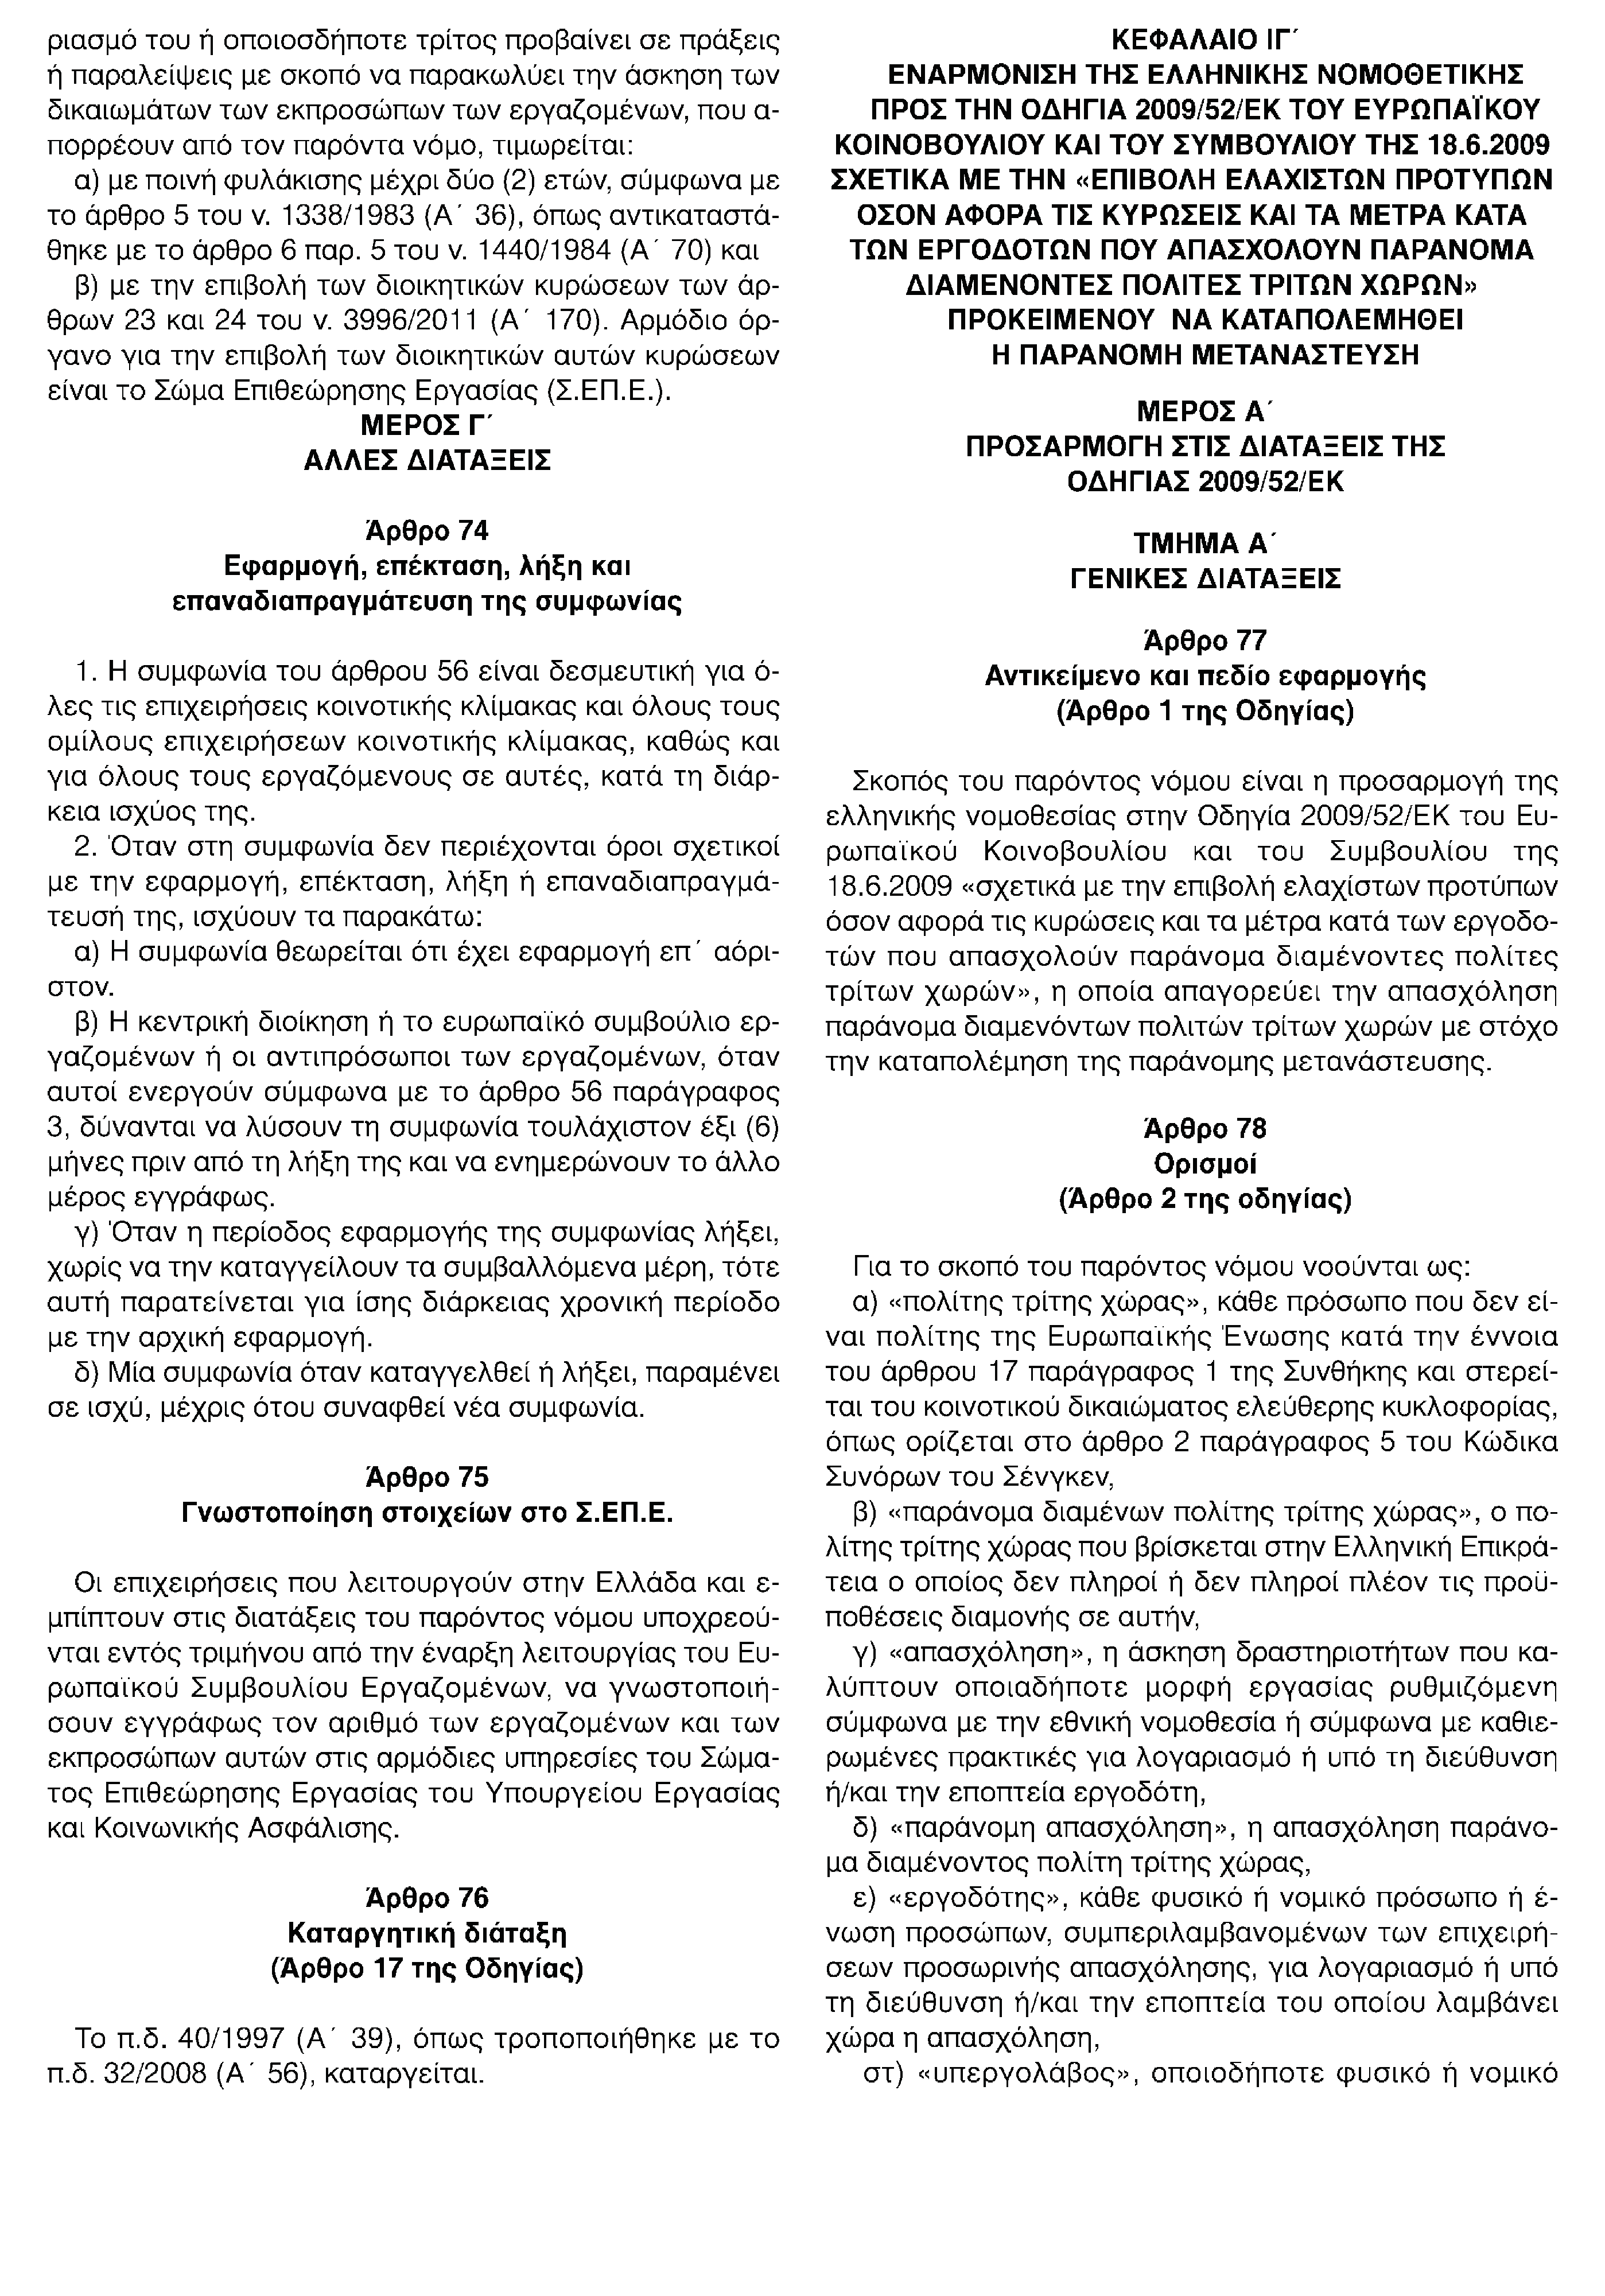 ριασμό του ή οποιοσδήποτε τρίτος προβαίνει σε πράξεις
ή παραλείψεις με σκοπό να παρακωλύει την άσκηση των
δικαιωμάτων των εκπροσώπων των εργαζομένων, που α-
πορρέουν από τον παρόντα νόμο, τιμωρείται:
α) με ποινή φυλάκισης μέχρι δύο (2) ετών, σύμφωνα με
το άρθρο 5 του ν. 1338/1983 (Α΄ 36), όπως αντικαταστά-
θηκε με το άρθρο 6 παρ. 5 του ν. 1440/1984 (Α΄ 70) και
β) με την επιβολή των διοικητικών κυρώσεων των άρ-
θρων 23 και 24 του ν. 3996/2011 (Α΄ 170). Αρμόδιο όρ-
γανο για την επιβολή των διοικητικών αυτών κυρώσεων
είναι το Σώμα Επιθεώρησης Εργασίας (Σ.ΕΠ.Ε.).
ΜΕΡΟΣ Γ΄
ΑΛΛΕΣ ΔΙΑΤΑΞΕΙΣ
Άρθρο 74
Εφαρμογή, επέκταση, λήξη και
επαναδιαπραγμάτευση της συμφωνίας
1. Η συμφωνία του άρθρου 56 είναι δεσμευτική για ό-
λες τις επιχειρήσεις κοινοτικής κλίμακας και όλους τους
ομίλους επιχειρήσεων κοινοτικής κλίμακας, καθώς και
για όλους τους εργαζόμενους σε αυτές, κατά τη διάρ-
κεια ισχύος της.
2. Όταν στη συμφωνία δεν περιέχονται όροι σχετικοί
με την εφαρμογή, επέκταση, λήξη ή επαναδιαπραγμά-
τευσή της, ισχύουν τα παρακάτω:
α) Η συμφωνία θεωρείται ότι έχει εφαρμογή επ΄ αόρι-
στον.
β) Η κεντρική διοίκηση ή το ευρωπαϊκό συμβούλιο ερ-
γαζομένων ή οι αντιπρόσωποι των εργαζομένων, όταν
αυτοί ενεργούν σύμφωνα με το άρθρο 56 παράγραφος
3, δύνανται να λύσουν τη συμφωνία τουλάχιστον έξι (6)
μήνες πριν από τη λήξη της και να ενημερώνουν το άλλο
μέρος εγγράφως.
γ) Όταν η περίοδος εφαρμογής της συμφωνίας λήξει,
χωρίς να την καταγγείλουν τα συμβαλλόμενα μέρη, τότε
αυτή παρατείνεται για ίσης διάρκειας χρονική περίοδο
με την αρχική εφαρμογή.
δ) Μία συμφωνία όταν καταγγελθεί ή λήξει, παραμένει
σε ισχύ, μέχρις ότου συναφθεί νέα συμφωνία.
Άρθρο 75
Γνωστοποίηση στοιχείων στο Σ.ΕΠ.Ε.
Οι επιχειρήσεις που λειτουργούν στην Ελλάδα και ε-
μπίπτουν στις διατάξεις του παρόντος νόμου υποχρεού-
νται εντός τριμήνου από την έναρξη λειτουργίας του Ευ-
ρωπαϊκού Συμβουλίου Εργαζομένων, να γνωστοποιή-
σουν εγγράφως τον αριθμό των εργαζομένων και των
εκπροσώπων αυτών στις αρμόδιες υπηρεσίες του Σώμα-
τος Επιθεώρησης Εργασίας του Υπουργείου Εργασίας
και Κοινωνικής Ασφάλισης.
Άρθρο 76
Καταργητική διάταξη
(Άρθρο 17 της Οδηγίας)
Το π.δ. 40/1997 (Α΄ 39), όπως τροποποιήθηκε με το
π.δ. 32/2008 (Α΄ 56), καταργείται.
ΚΕΦΑΛΑΙΟ ΙΓ΄
ΕΝΑΡΜΟΝΙΣΗ ΤΗΣ ΕΛΛΗΝΙΚΗΣ ΝΟΜΟΘΕΤΙΚΗΣ
ΠΡΟΣ ΤΗΝ ΟΔΗΓΙΑ 2009/52/ΕΚ ΤΟΥ ΕΥΡΩΠΑΪΚΟΥ
ΚΟΙΝΟΒΟΥΛΙΟΥ ΚΑΙ ΤΟΥ ΣΥΜΒΟΥΛΙΟΥ ΤΗΣ 18.6.2009
ΣΧΕΤΙΚΑ ΜΕ ΤΗΝ «ΕΠΙΒΟΛΗ ΕΛΑΧΙΣΤΩΝ ΠΡΟΤΥΠΩΝ
ΟΣΟΝ ΑΦΟΡΑ ΤΙΣ ΚΥΡΩΣΕΙΣ ΚΑΙ ΤΑ ΜΕΤΡΑ ΚΑΤΑ
ΤΩΝ ΕΡΓΟΔΟΤΩΝ ΠΟΥ ΑΠΑΣΧΟΛΟΥΝ ΠΑΡΑΝΟΜΑ
ΔΙΑΜΕΝΟΝΤΕΣ ΠΟΛΙΤΕΣ ΤΡΙΤΩΝ ΧΩΡΩΝ»
ΠΡΟΚΕΙΜΕΝΟΥ ΝΑ ΚΑΤΑΠΟΛΕΜΗΘΕΙ
Η ΠΑΡΑΝΟΜΗ ΜΕΤΑΝΑΣΤΕΥΣΗ
ΜΕΡΟΣ Α΄
ΠΡΟΣΑΡΜΟΓΗ ΣΤΙΣ ΔΙΑΤΑΞΕΙΣ ΤΗΣ
ΟΔΗΓΙΑΣ 2009/52/ΕΚ
ΤΜΗΜΑ Α΄
ΓΕΝΙΚΕΣ ΔΙΑΤΑΞΕΙΣ
Άρθρο 77
Αντικείμενο και πεδίο εφαρμογής
(Άρθρο 1 της Οδηγίας)
Σκοπός του παρόντος νόμου είναι η προσαρμογή της
ελληνικής νομοθεσίας στην Οδηγία 2009/52/ΕΚ του Ευ-
ρωπαϊκού Κοινοβουλίου και του Συμβουλίου της
18.6.2009 «σχετικά με την επιβολή ελαχίστων προτύπων
όσον αφορά τις κυρώσεις και τα μέτρα κατά των εργοδο-
τών που απασχολούν παράνομα διαμένοντες πολίτες
τρίτων χωρών», η οποία απαγορεύει την απασχόληση
παράνομα διαμενόντων πολιτών τρίτων χωρών με στόχο
την καταπολέμηση της παράνομης μετανάστευσης.
Άρθρο 78
Ορισμοί
(Άρθρο 2 της οδηγίας)
Για το σκοπό του παρόντος νόμου νοούνται ως:
α) «πολίτης τρίτης χώρας», κάθε πρόσωπο που δεν εί-
ναι πολίτης της Ευρωπαϊκής Ένωσης κατά την έννοια
του άρθρου 17 παράγραφος 1 της Συνθήκης και στερεί-
ται του κοινοτικού δικαιώματος ελεύθερης κυκλοφορίας,
όπως ορίζεται στο άρθρο 2 παράγραφος 5 του Κώδικα
Συνόρων του Σένγκεν,
β) «παράνομα διαμένων πολίτης τρίτης χώρας», ο πο-
λίτης τρίτης χώρας που βρίσκεται στην Ελληνική Επικρά-
τεια ο οποίος δεν πληροί ή δεν πληροί πλέον τις προϋ-
ποθέσεις διαμονής σε αυτήν,
γ) «απασχόληση», η άσκηση δραστηριοτήτων που κα-
λύπτουν οποιαδήποτε μορφή εργασίας ρυθμιζόμενη
σύμφωνα με την εθνική νομοθεσία ή σύμφωνα με καθιε-
ρωμένες πρακτικές για λογαριασμό ή υπό τη διεύθυνση
ή/και την εποπτεία εργοδότη,
δ) «παράνομη απασχόληση», η απασχόληση παράνο-
μα διαμένοντος πολίτη τρίτης χώρας,
ε) «εργοδότης», κάθε φυσικό ή νομικό πρόσωπο ή έ-
νωση προσώπων, συμπεριλαμβανομένων των επιχειρή-
σεων προσωρινής απασχόλησης, για λογαριασμό ή υπό
τη διεύθυνση ή/και την εποπτεία του οποίου λαμβάνει
χώρα η απασχόληση,
στ) «υπεργολάβος», οποιοδήποτε φυσικό ή νομικό